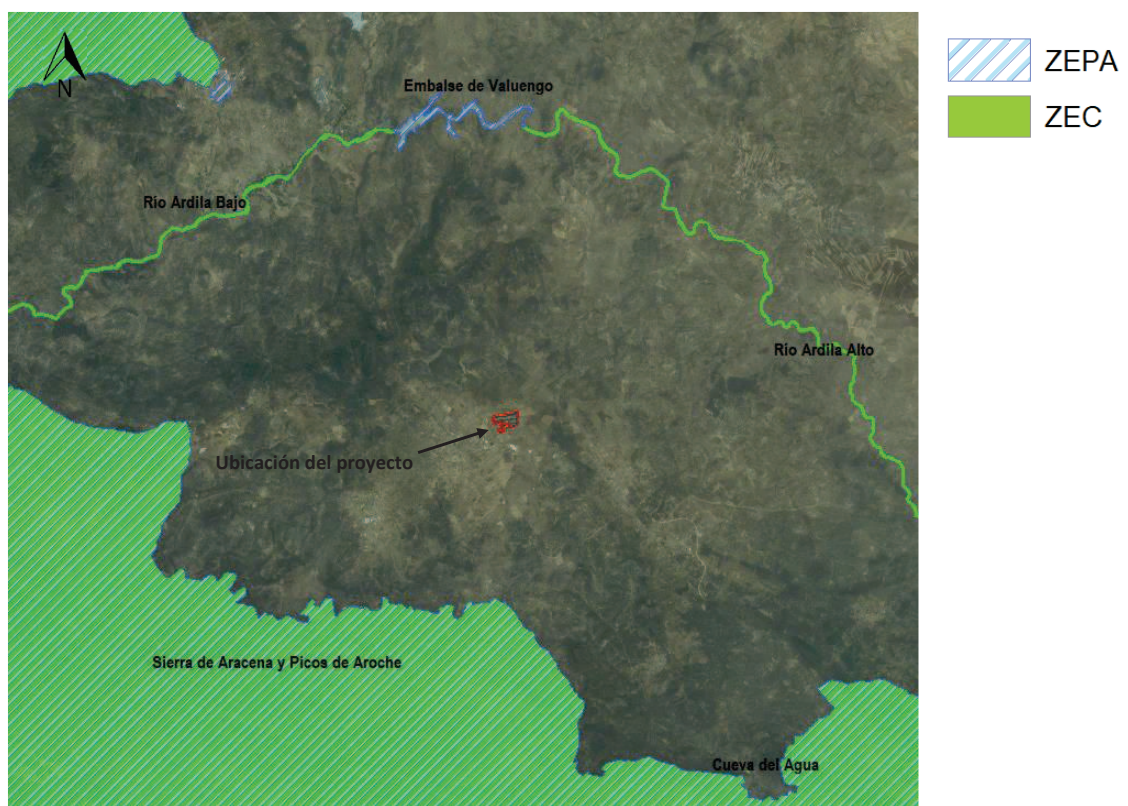 N
Embalse de Valuengo
Río Ardila Bajo
Río Ardila Alto
Ubicación del proyecto
Sierra de Aracena y Picos de Aroche
Cueva del Agua
ZEPA
ZEC